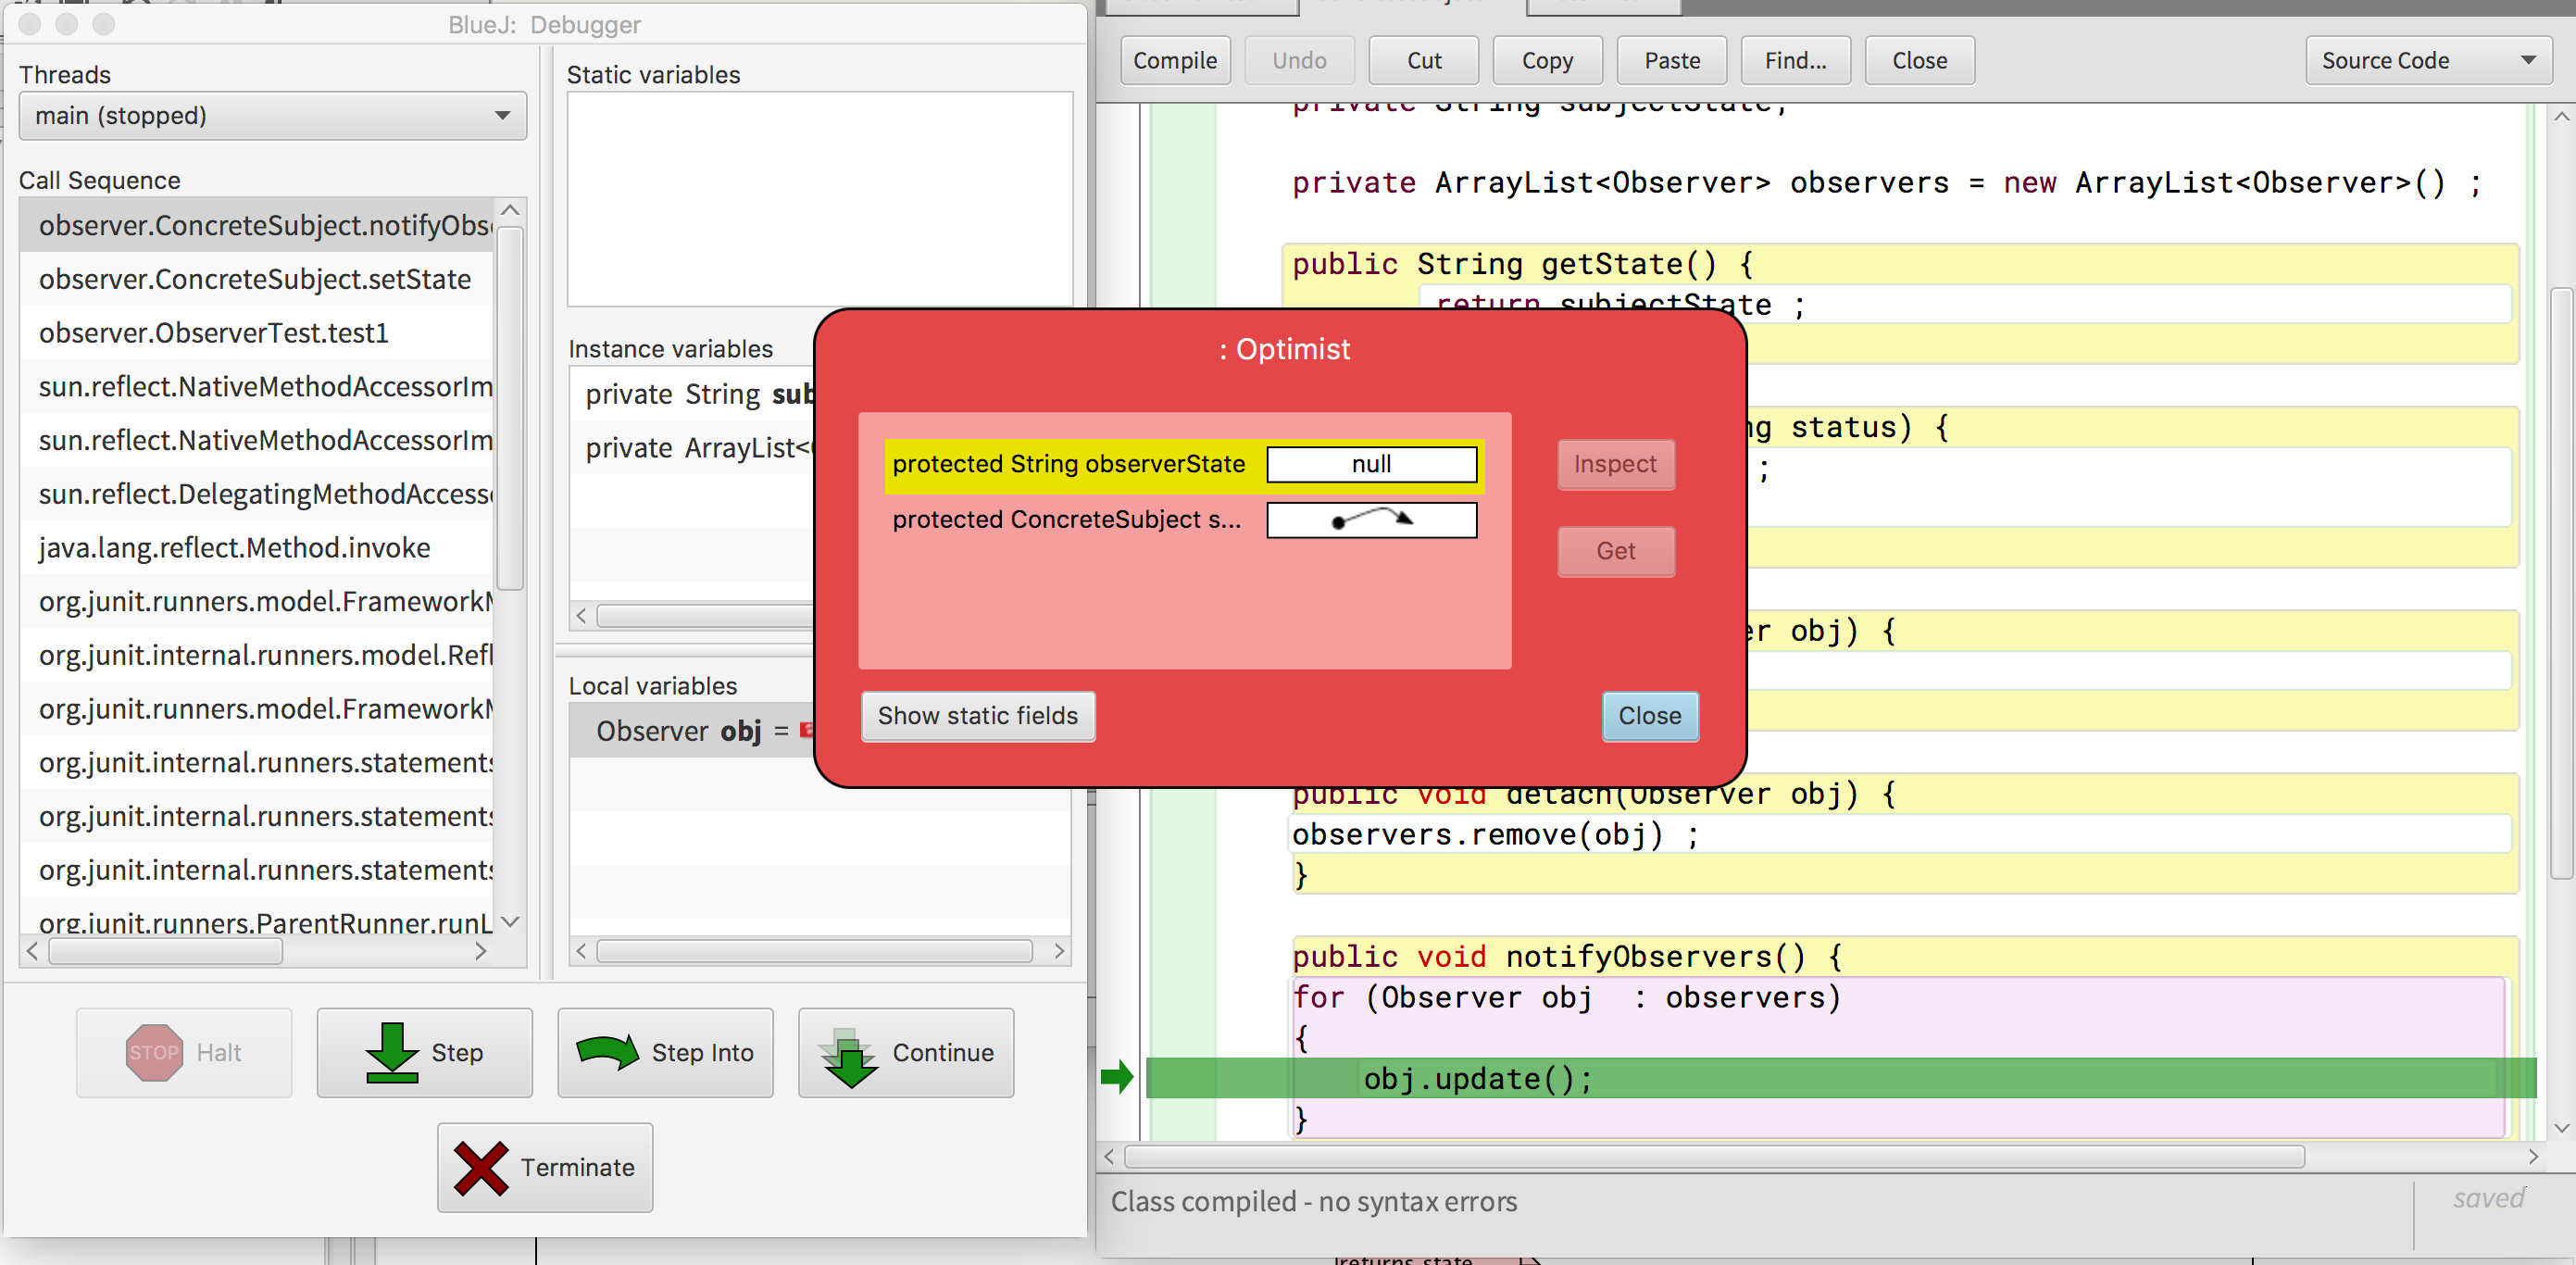 BlueJ: Debugger
Threads
main (stopped)
Call Sequence
observer.ConcreteSubject.notifyObs
observer.ConcreteSubject.setState
observer.ObserverTest.test1
sun.reflect.NativeMethodAccessorIm
sun.reflect.NativeMethodAccessorIm
sun.reflect.DelegatingMethodAccess
java.lang.reflect.Method.invoke
org.junit.runners.model.Framework
org.junit.internal.runners.model.Refl
org.junit.runners.model.Framework
org.junit.internal.runners.statements
org.junit.internal.runners.statements
org.junit.internal.runners.statements
org.junit.runners.ParentRunner.runL
Static variables
Instance variables
private String sub
private ArrayList<
Local variables
Observer obj =
STOP Halt
Step
Step Into
Continue
Terminate
: Optimist
protected String observerState null
protected ConcreteSubject s...
Inspect
Get
Show static fields
Close
Compile Undo Cut Copy Paste Find... Close Source Code
private String subjectState;
private ArrayList<Observer> observers = new ArrayList<Observer>() ;
public String getState() {
return subjectState ;
status) {
;
obj) {
public void detach(Observer obj) {
observers.remove(obj) ;
}
public void notifyObservers() {
for (Observer obj : observers)
{
obj.update();
}
Class compiled - no syntax errors
saved
returns state